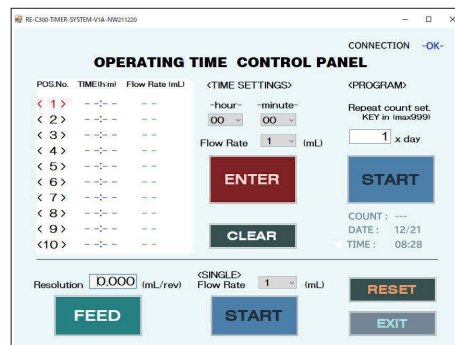 RE-C300-TIMER-SYSTEM-V1A-NW211220
CONNECTION -OK-
OPERATING TIME CONTROL PANEL
POS.No. TIME(h:m) Flow Rate (mL)
< 1 > --:-- --
< 2 > --:-- --
< 3 > --:-- --
< 4 > --:-- --
< 5 > --:-- --
< 6 > --:-- --
< 7 > --:-- --
< 8 > --:-- --
< 9 > --:-- --
<10 > --:-- --
<TIME SETTINGS>
-hour- -minute-
00 00
Flow Rate 1 (mL)
ENTER
CLEAR
<PROGRAM>
Repeat count set.
KEY in (max999)
1 x day
START
COUNT : ---
DATE : 12/21
TIME : 08:28
Resolution 0.000 (mL/rev)
FEED
<SINGLE>
Flow Rate 1 (mL)
START
RESET
EXIT